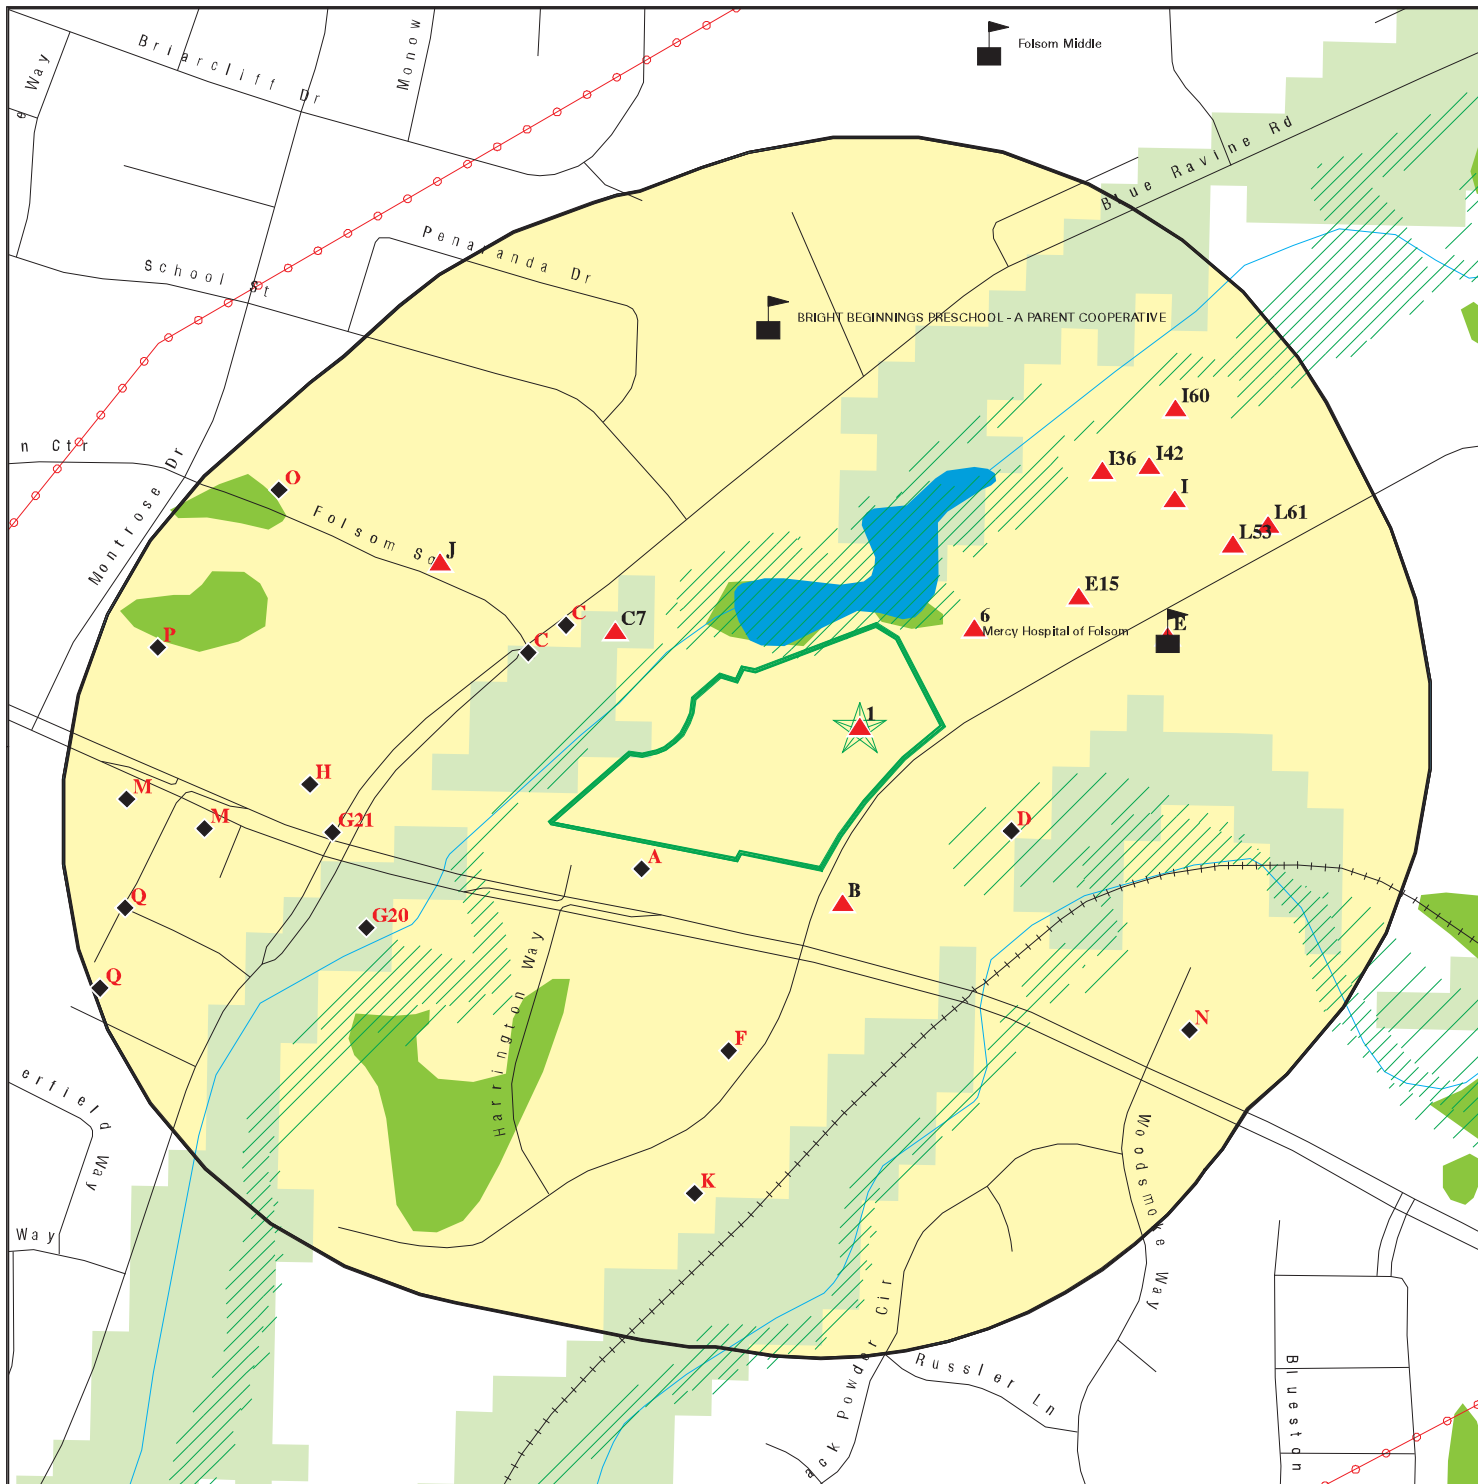 Folsom Middle
Briarcliff Dr
Monow
e Way
Blue Ravine Rd
Penaranda Dr
School St
BRIGHT BEGINNINGS PRESCHOOL - A PARENT COOPERATIVE
I60
n Ctr
I36
I42
I
O
Montrose Dr
Folsom Sq
L61
L53
J
E15
C
C7
6
Mercy Hospital of Folsom
E
P
C
1
H
M
M
G21
D
A
B
Q
G20
Harrington Way
Q
N
F
erfield Way
Woodsmoke Way
K
Way
ack Powder Cir
Russler Ln
Blueston